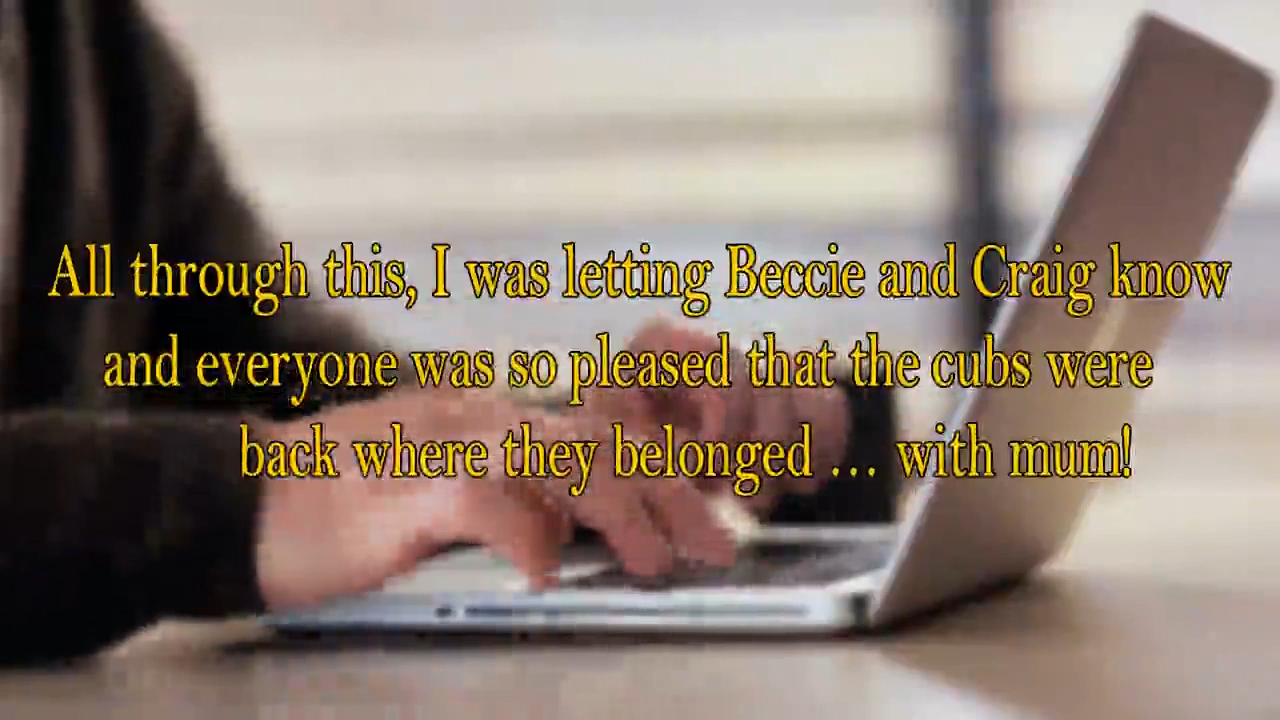 All through this, I was letting Beccie and Craig know
and everyone was so pleased that the cubs were
back where they belonged … with mum!